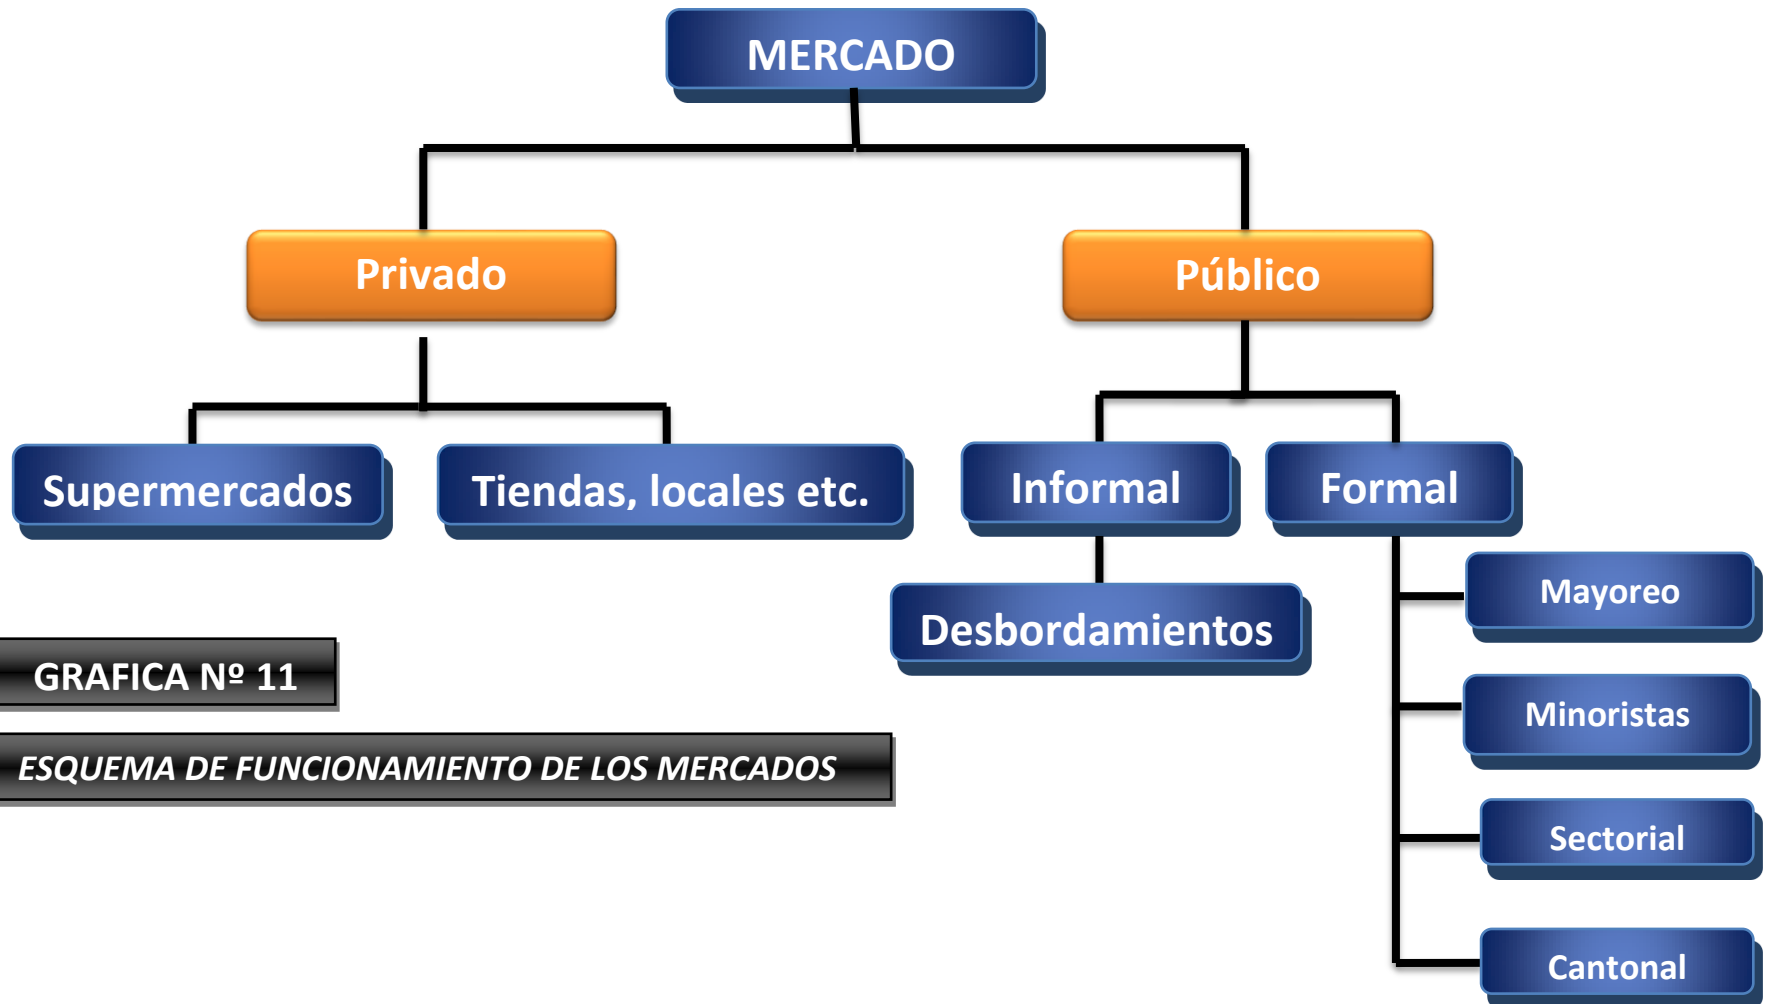 MERCADO
Privado
Público
Supermercados
Tiendas, locales etc.
Informal
Formal
Desbordamientos
Mayoreo
Minoristas
Sectorial
Cantonal
GRAFICA Nº 11
ESQUEMA DE FUNCIONAMIENTO DE LOS MERCADOS